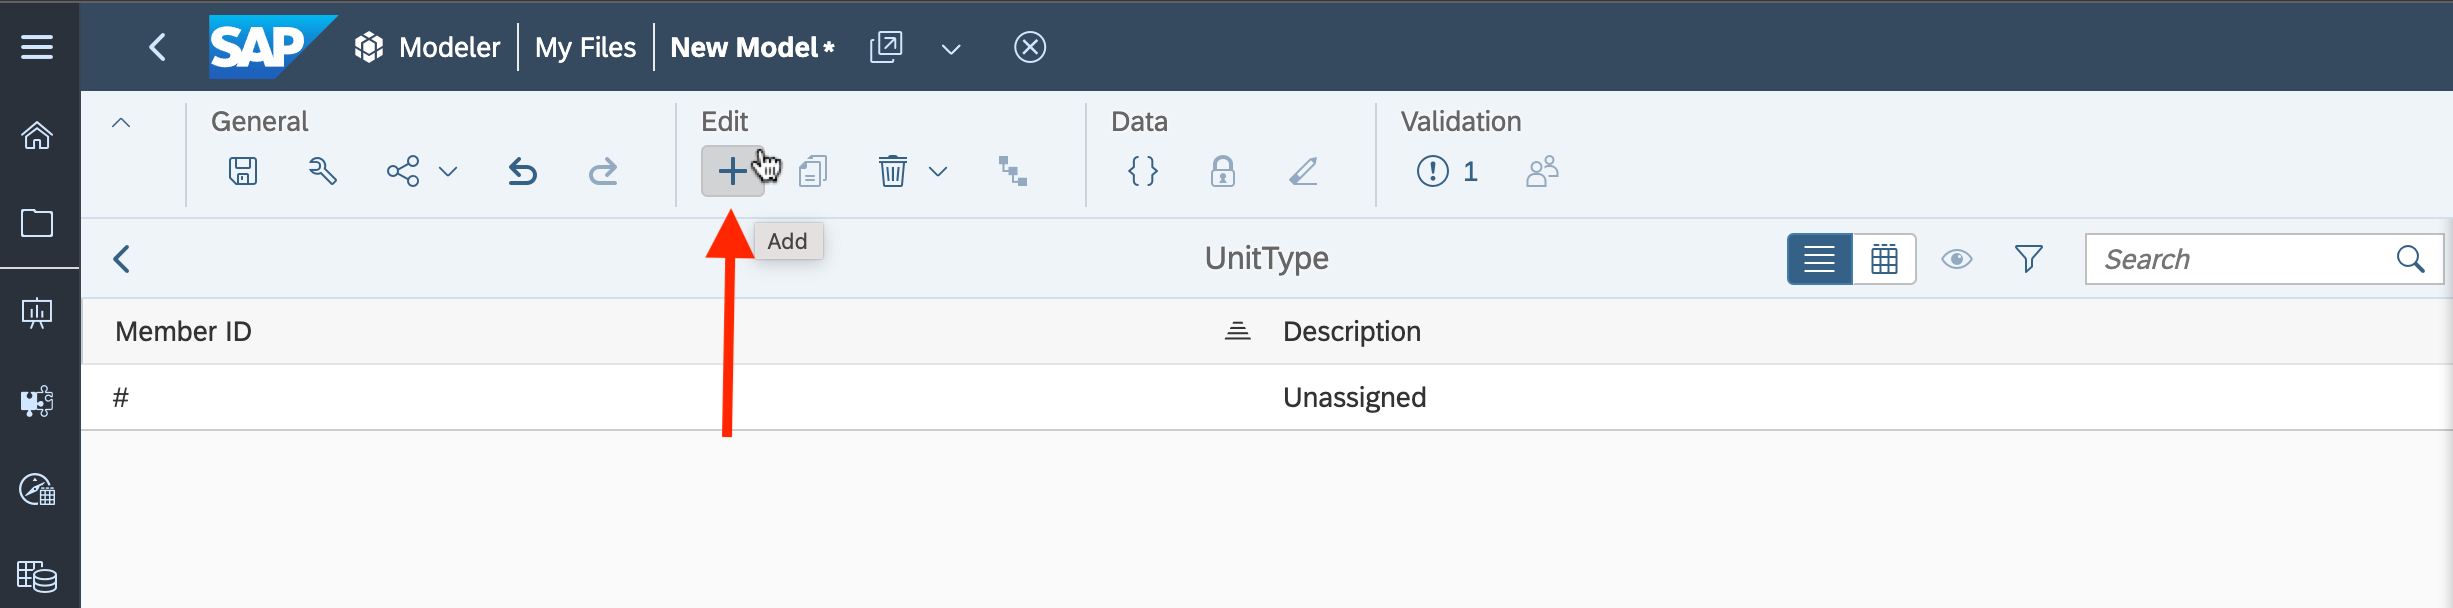 SAP Modeler My Files New Model*
General Edit Data Validation
1
Add
UnitType Search
Member ID Description
# Unassigned